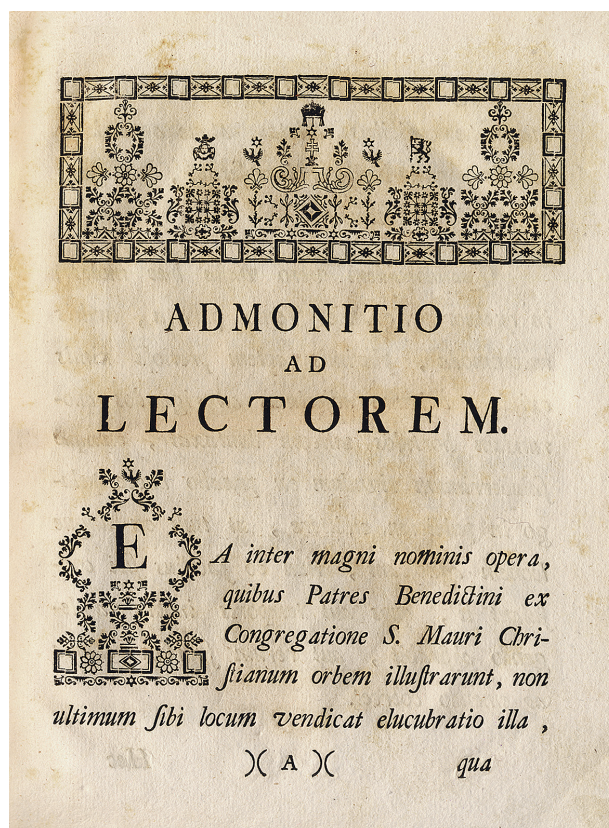 ADMONITIO
AD
LECTOREM.
EA inter magni nominis opera,
quibus Patres Benedictini ex
Congregatione S. Mauri Chri-
ſtianum orbem illuſtrarunt, non
ultimum ſibi locum vendicat elucubratio illa ,
)( A )( qua